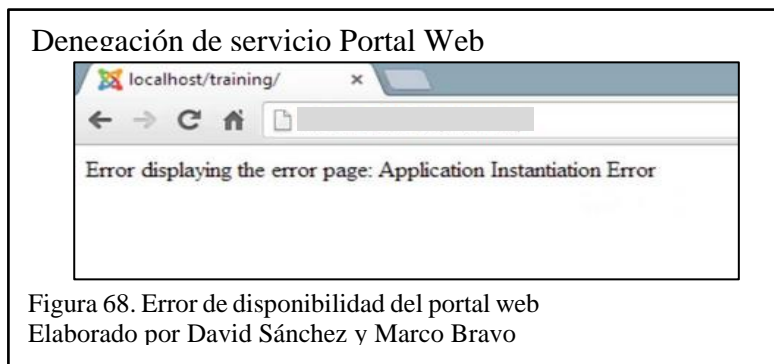 Denegación de servicio Portal Web
localhost/training/
Error displaying the error page: Application Instantiation Error
Figura 68. Error de disponibilidad del portal web
Elaborado por David Sánchez y Marco Bravo